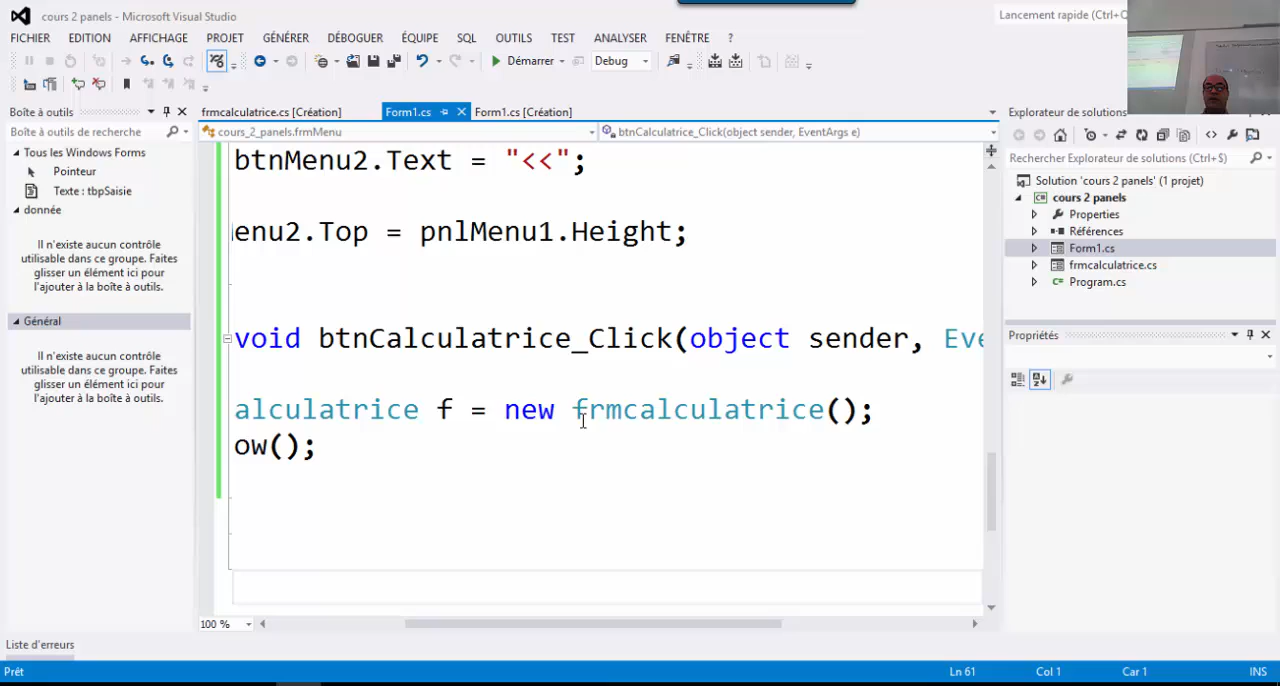 cours 2 panels - Microsoft Visual Studio
Lancement rapide (Ctrl+Q
FICHIER EDITION AFFICHAGE PROJET GÉNÉRER DÉBOGUER ÉQUIPE SQL OUTILS TEST ANALYSER FENÊTRE ?
Démarrer Debug
Boîte à outils
Boîte à outils de recherche
Tous les Windows Forms
Pointeur
Texte : tbpSaisie
donnée
Il n'existe aucun contrôle
utilisable dans ce groupe. Faites
glisser un élément ici pour
l'ajouter à la boîte à outils.
Général
Il n'existe aucun contrôle
utilisable dans ce groupe. Faites
glisser un élément ici pour
l'ajouter à la boîte à outils.
frmcalculatrice.cs [Création] Form1.cs Form1.cs [Création]
cours_2_panels.frmMenu btnCalculatrice_Click(object sender, EventArgs e)
btnMenu2.Text = "<<";
enu2.Top = pnlMenu1.Height;
void btnCalculatrice_Click(object sender, Eve
alculatrice f = new frmcalculatrice();
ow();
100 %
Explorateur de solutions
Rechercher Explorateur de solutions (Ctrl+$)
Solution 'cours 2 panels' (1 projet)
cours 2 panels
Properties
Références
Form1.cs
frmcalculatrice.cs
Program.cs
Propriétés
Liste d'erreurs
Prêt Ln 61 Col 1 Car 1 INS